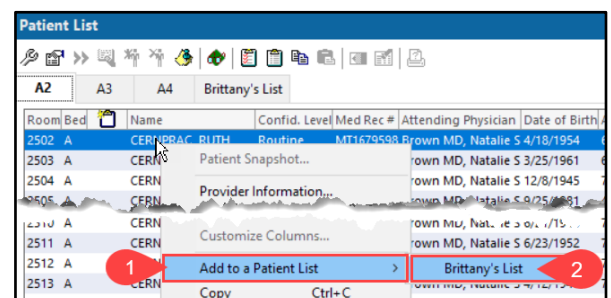 Patient List
A2 A3 A4 Brittany's List
Room Bed Name Confid. Level Med Rec # Attending Physician Date of Birth
2502 A CERNPRAC, RUTH Routine MT1679598 Brown MD, Natalie S 4/18/1954
2503 A CERN Patient Snapshot... rown MD, Natalie S 3/25/1961
2504 A CERN Provider Information... rown MD, Natalie S 12/8/1945
2505 A
Customize Columns...
2511 A CERN rown MD, Natalie S 6/23/1952
2512 A 1 Add to a Patient List > Brittany's List 2
2513 A CERN Copy Ctrl+C